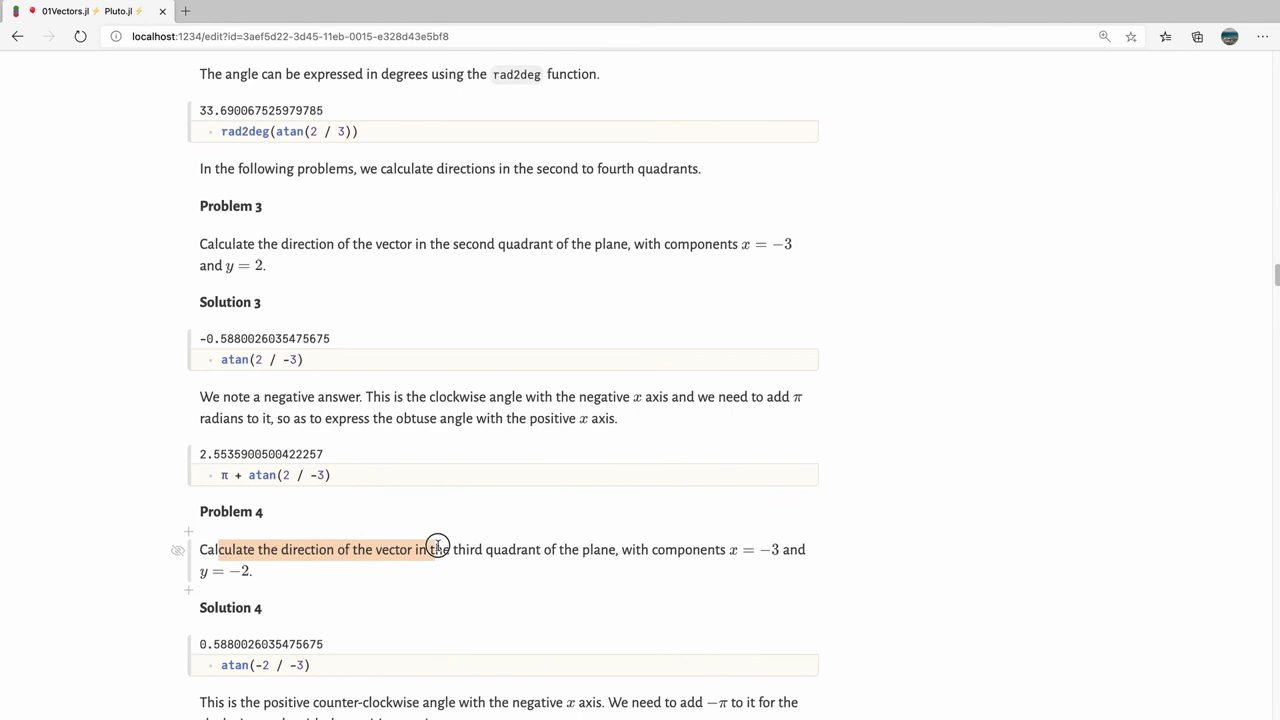 01Vectors.jl⚡ Pluto.jl⚡
localhost:1234/edit?id=3aef5d22-3d45-11eb-0015-e328d43e5bf8
The angle can be expressed in degrees using the rad2deg function.
33.690067525979785
rad2deg(atan(2 / 3))
In the following problems, we calculate directions in the second to fourth quadrants.
Problem 3
Calculate the direction of the vector in the second quadrant of the plane, with components x = −3
and y = 2.
Solution 3
-0.5880026035475675
atan(2 / -3)
We note a negative answer. This is the clockwise angle with the negative x axis and we need to add π
radians to it, so as to express the obtuse angle with the positive x axis.
2.5535900500422257
π + atan(2 / -3)
Problem 4
Calculate the direction of the vector in the third quadrant of the plane, with components x = −3 and
y = −2.
Solution 4
0.5880026035475675
atan(-2 / -3)
This is the positive counter-clockwise angle with the negative x axis. We need to add −π to it for the